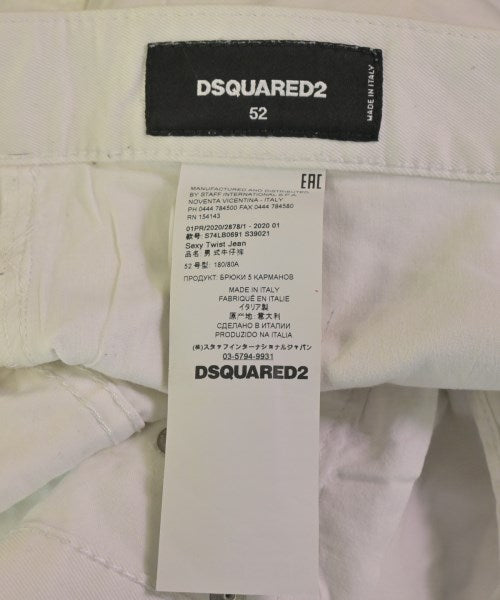 DSQUARED2
52
MADE IN ITALY
EAC
MANUFACTURED AND DISTRIBUTED
BY STAFF INTERNATIONAL S.P.A.
NOVENTA VICENTINA - ITALY
PH 0444 784500 FAX 0444 784580
RN 154143
01PR/2020/2878/1 - 2020 01
款号: S74LB0691 S39021
Sexy Twist Jean
品名: 男式牛仔裤
52 号型: 180/80A
ПРОДУКТ: БРЮКИ 5 КАРМАНОВ
MADE IN ITALY
FABRIQUÉ EN ITALIE
イタリア製
原产地: 意大利
СДЕЛАНО В ИТАЛИИ
PRODUZIDO NA ITALIA
(株)スタッフインターナショナルジャパン
03-5794-9931
DSQUARED2